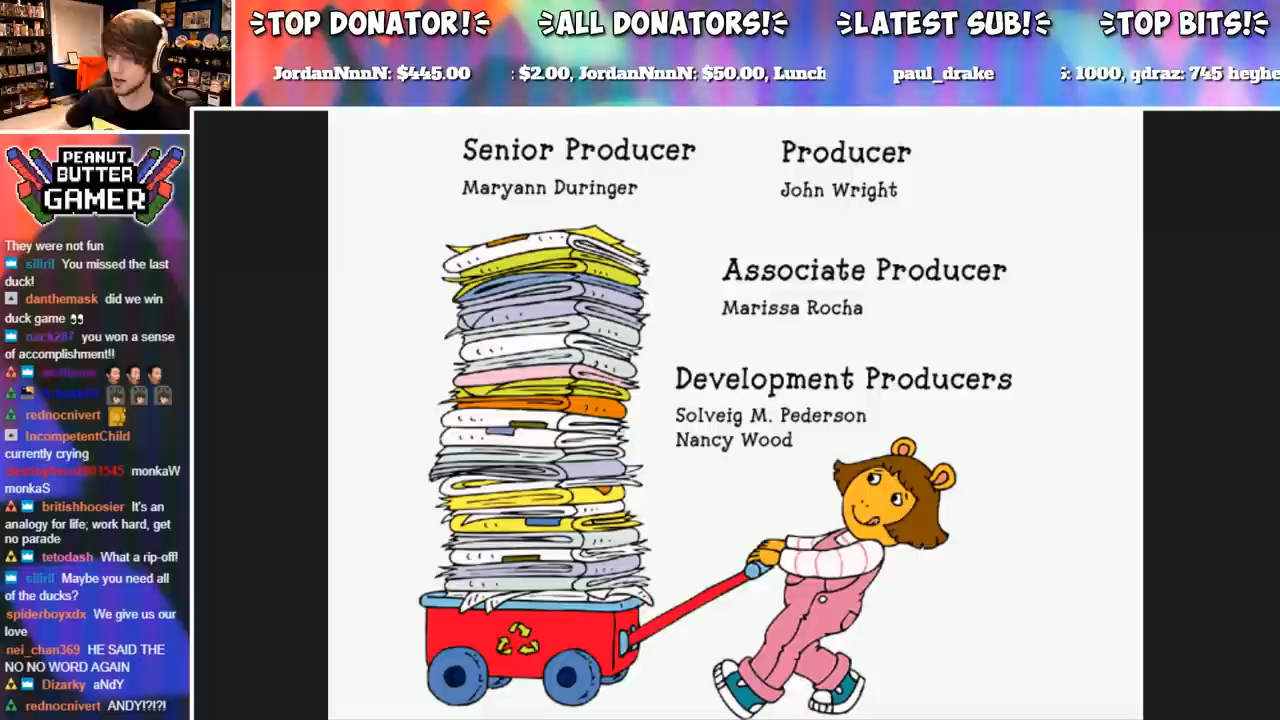 TOP DONATOR!
ALL DONATORS!
LATEST SUB!
TOP BITS!
JordanNnnN: $445.00
: $2.00, JordanNnnN: $50.00, Lunch
paul_drake
: 1000, gdraz: 745 heghe
PEANUT
BUTTER
GAMER
They were not fun
siliril You missed the last
duck!
danthemask did we win
duck game
you won a sense
of accomplishment!!
rednocnivert
IncompetentChild
currently crying
monkaW
monkaS
britishhoosier It's an
analogy for life; work hard, get
no parade
tetodash What a rip-off!
siliril Maybe you need all
of the ducks?
spiderboyxdx We give us our
love
nei_chan369 HE SAID THE
NO NO WORD AGAIN
Dizarky aNdY
rednocnivert ANDY!?!?!
Senior Producer
Maryann Duringer
Producer
John Wright
Associate Producer
Marissa Rocha
Development Producers
Solveig M. Pederson
Nancy Wood